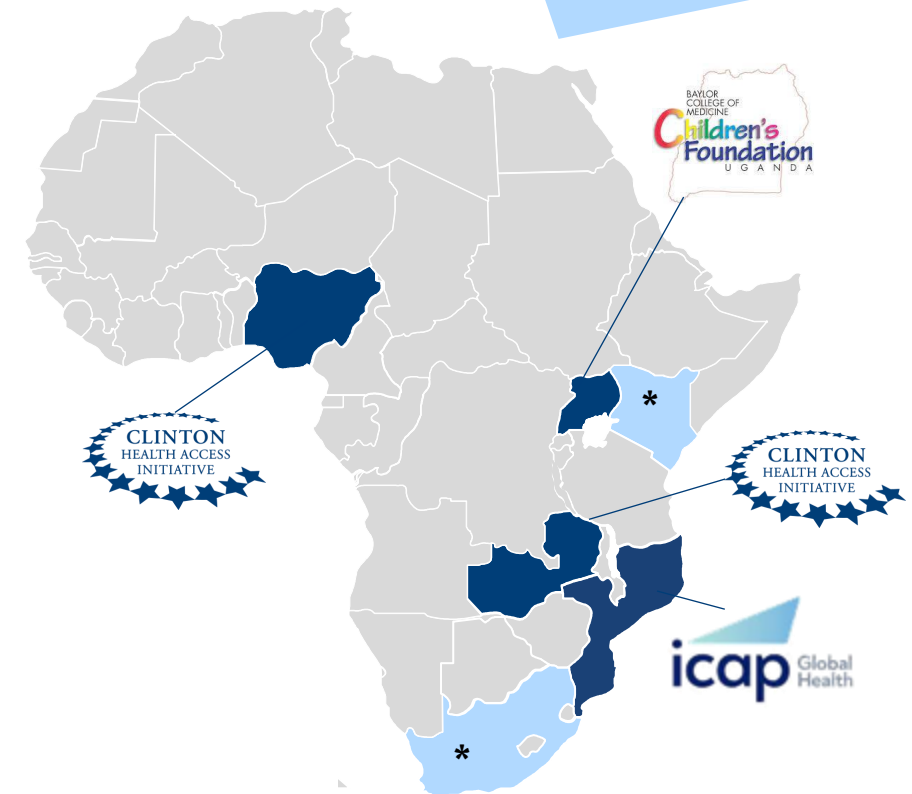 BAYLOR
COLLEGE OF
MEDICINE
Children's
Foundation
UGANDA
*
CLINTON
HEALTH ACCESS
INITIATIVE
CLINTON
HEALTH ACCESS
INITIATIVE
icap Global
Health
*